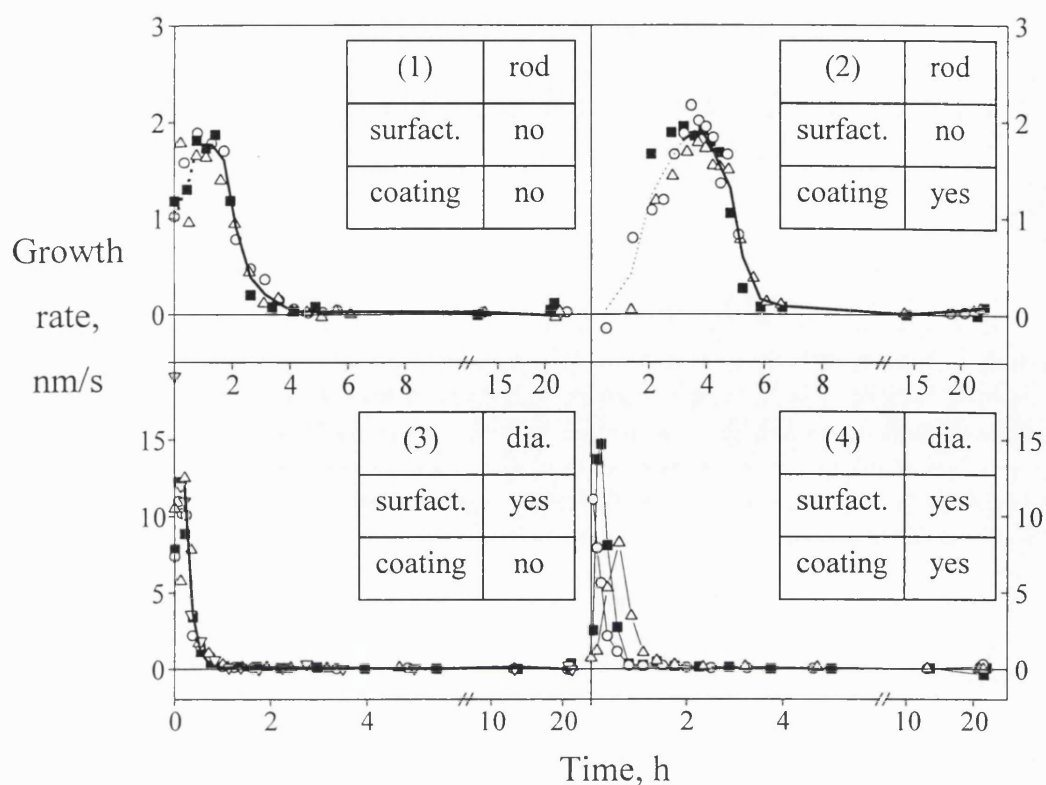 3
2
1
0
(1) rod
surfact. no
coating no
(2) rod
surfact. no
coating yes
3
2
1
0
Growth
rate,
nm/s
2 4 6 8 15 20
2 4 6 8 15 20
15
10
5
0
(3) dia.
surfact. yes
coating no
(4) dia.
surfact. yes
coating yes
15
10
5
0
0 2 4 10 20
2 4 10 20
Time, h